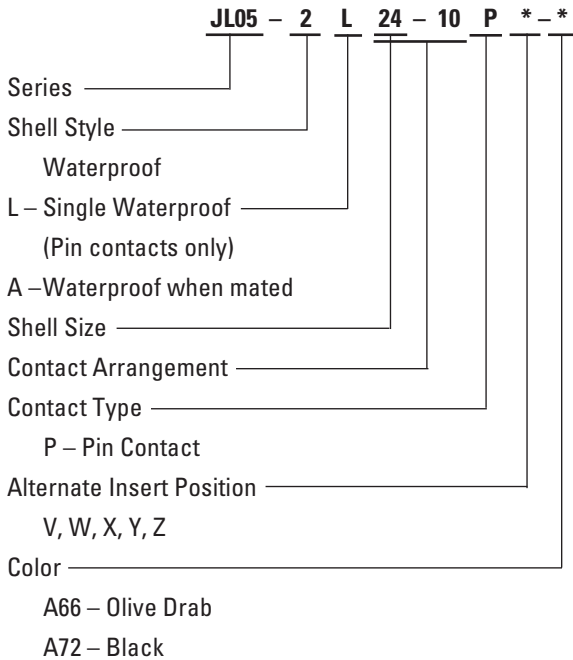 JL05 – 2 L 24 – 10 P * – *
Series
Shell Style
Waterproof
L – Single Waterproof
(Pin contacts only)
A –Waterproof when mated
Shell Size
Contact Arrangement
Contact Type
P – Pin Contact
Alternate Insert Position
V, W, X, Y, Z
Color
A66 – Olive Drab
A72 – Black